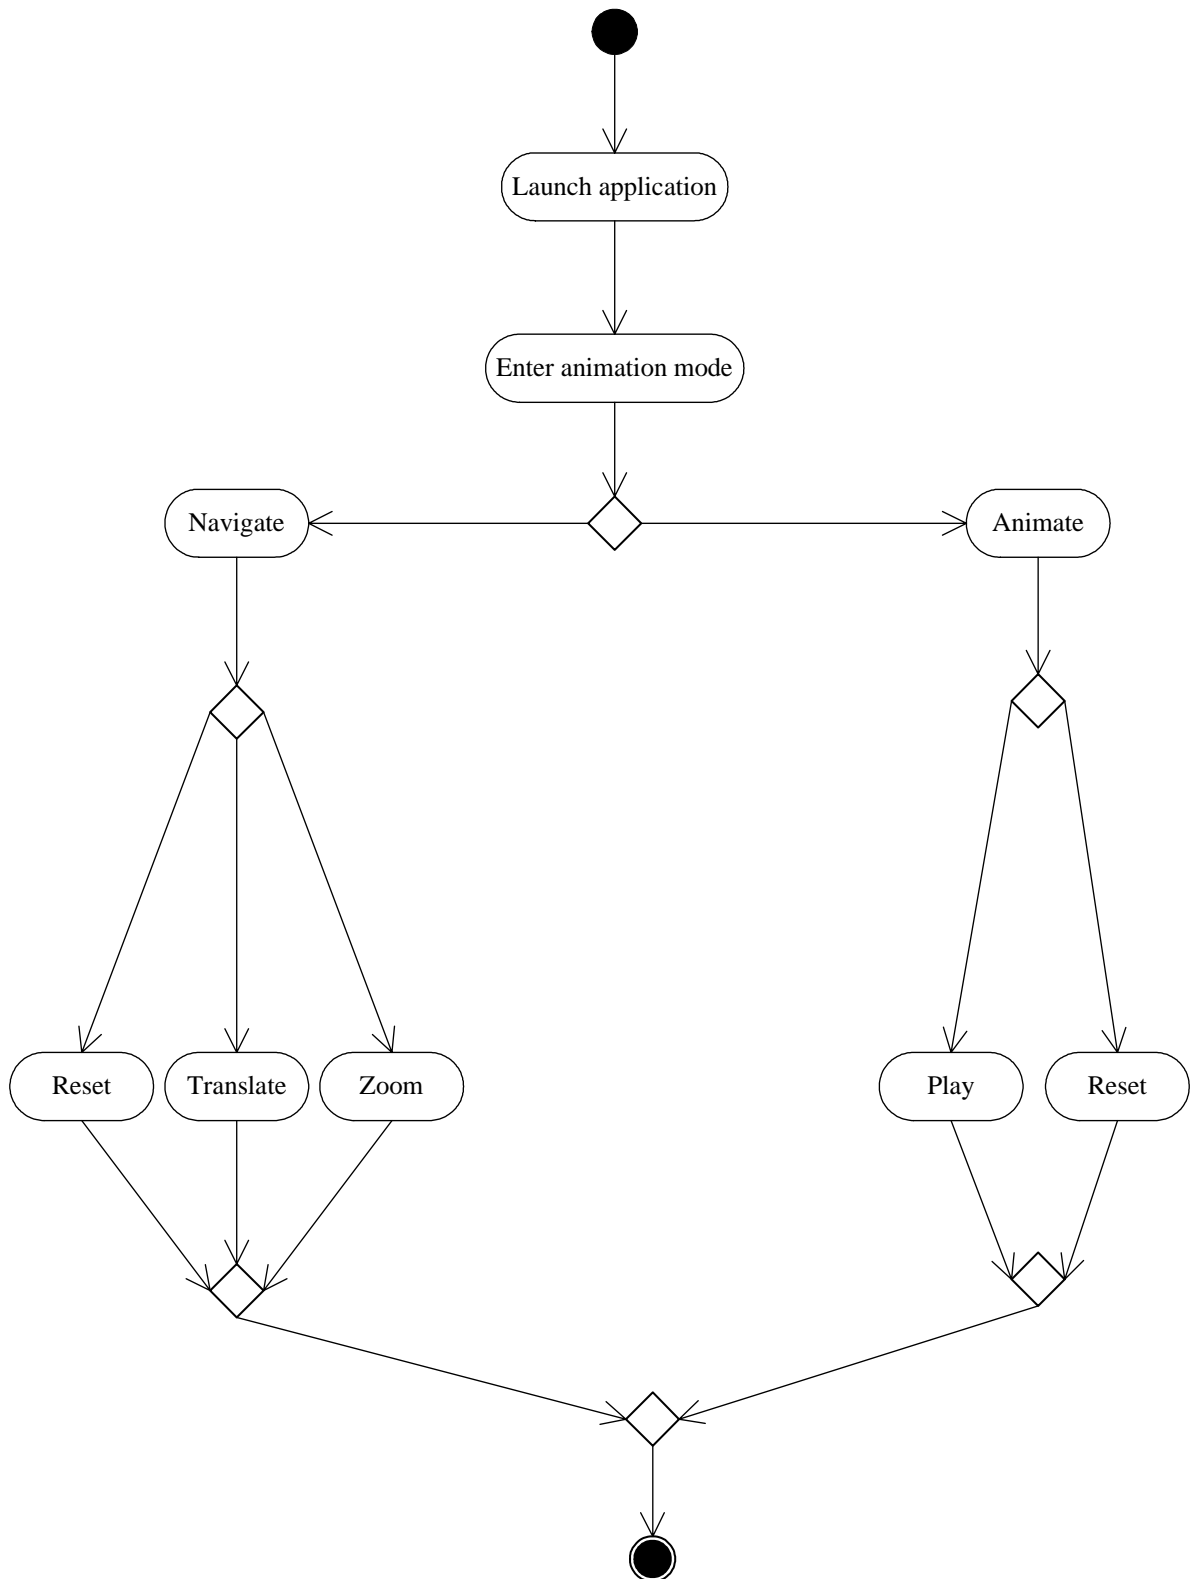 Launch application
Enter animation mode
Navigate
Animate
Reset
Translate
Zoom
Play
Reset